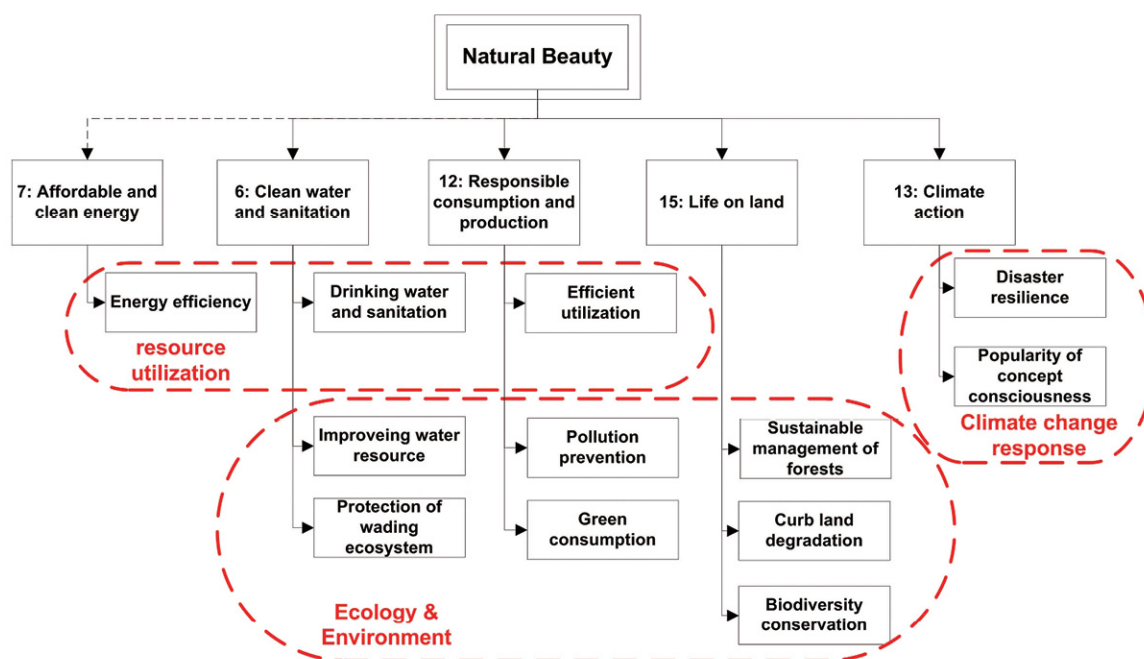 Natural Beauty
7: Affordable and
clean energy
6: Clean water
and sanitation
12: Responsible
consumption and
production
15: Life on land
13: Climate
action
Energy efficiency
Drinking water
and sanitation
Efficient
utilization
Disaster
resilience
resource
utilization
Popularity of
concept
consciousness
Climate change
response
Improveing water
resource
Pollution
prevention
Sustainable
management of
forests
Protection of
wading
ecosystem
Green
consumption
Curb land
degradation
Biodiversity
conservation
Ecology &
Environment